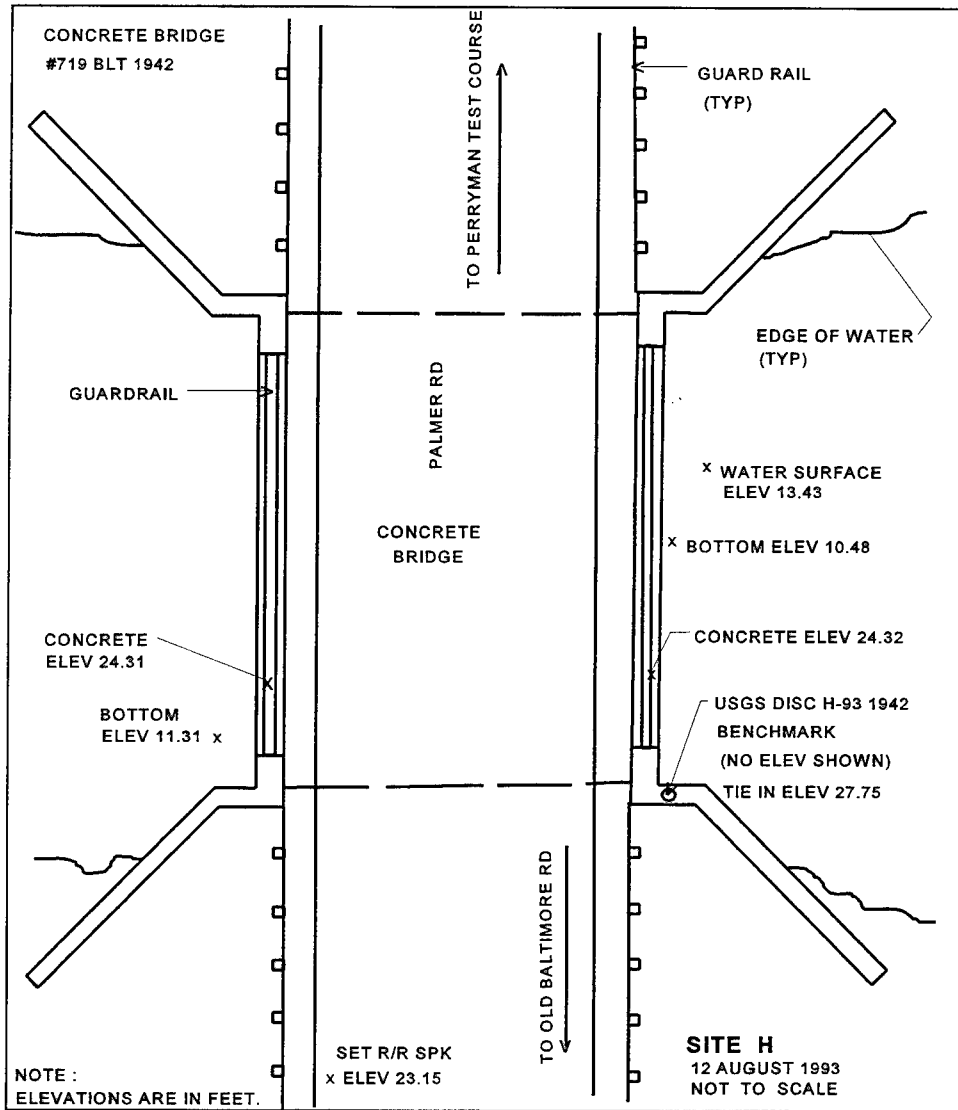 CONCRETE BRIDGE
#719 BLT 1942
TO PERRYMAN TEST COURSE
GUARD RAIL
(TYP)
EDGE OF WATER
(TYP)
GUARDRAIL
PALMER RD
x WATER SURFACE
ELEV 13.43
CONCRETE
BRIDGE
x BOTTOM ELEV 10.48
CONCRETE
ELEV 24.31
x
CONCRETE ELEV 24.32
x
BOTTOM
ELEV 11.31 x
USGS DISC H-93 1942
BENCHMARK
(NO ELEV SHOWN)
TIE IN ELEV 27.75
TO OLD BALTIMORE RD
SET R/R SPK
x ELEV 23.15
SITE H
12 AUGUST 1993
NOT TO SCALE
NOTE :
ELEVATIONS ARE IN FEET.